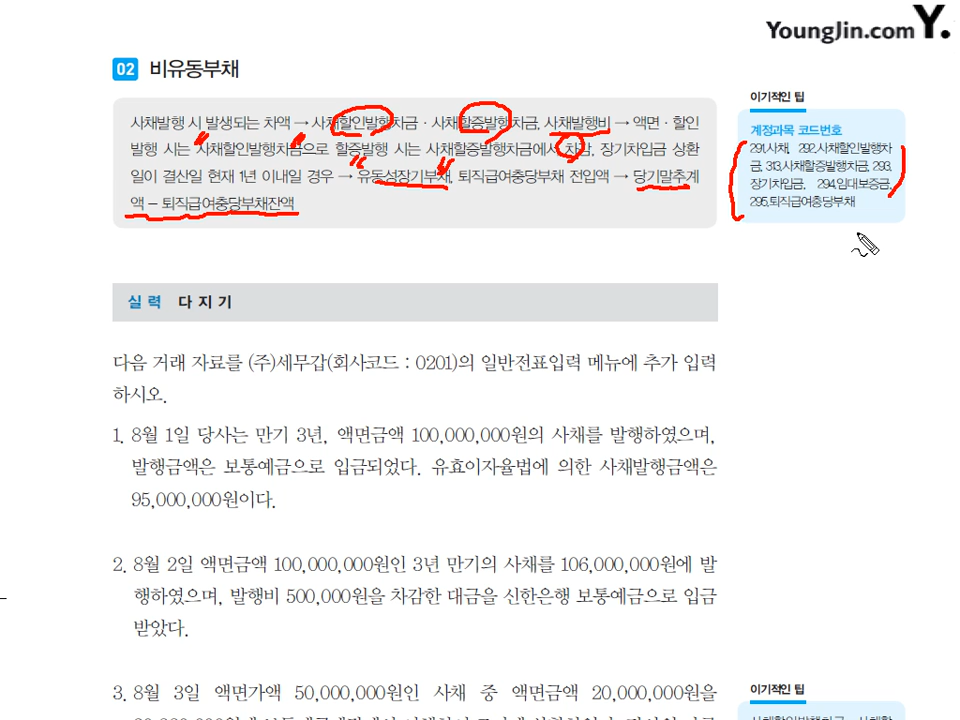 YoungJin.com Y.
02 비유동부채
사채발행 시 발생되는 차액 → 사채할인발행차금 · 사채할증발행차금, 사채발행비 → 액면 · 할인
발행 시는 사채할인발행차금으로 할증발행 시는 사채할증발행차금에서 차감, 장기차입금 상환
일이 결산일 현재 1년 이내일 경우 → 유동성장기부채, 퇴직급여충당부채 전입액 → 당기말추계
액 – 퇴직급여충당부채잔액
이기적인 팁
계정과목 코드번호
291.사채, 292.사채할인발행차
금, 313.사채할증발행차금, 293.
장기차입금, 294.임대보증금,
295.퇴직급여충당부채
실력 다지기
다음 거래 자료를 (주)세무갑(회사코드 : 0201)의 일반전표입력 메뉴에 추가 입력
하시오.
1. 8월 1일 당사는 만기 3년, 액면금액 100,000,000원의 사채를 발행하였으며,
발행금액은 보통예금으로 입금되었다. 유효이자율법에 의한 사채발행금액은
95,000,000원이다.
2. 8월 2일 액면금액 100,000,000원인 3년 만기의 사채를 106,000,000원에 발
행하였으며, 발행비 500,000원을 차감한 대금을 신한은행 보통예금으로 입금
받았다.
3. 8월 3일 액면가액 50,000,000원인 사채 중 액면금액 20,000,000원을
이기적인 팁